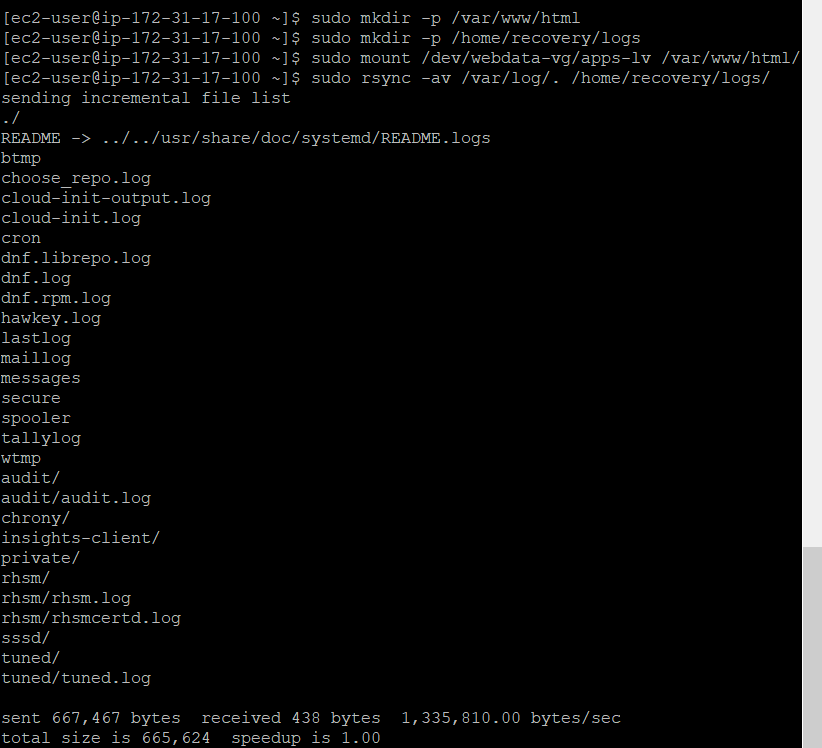 [ec2-user@ip-172-31-17-100 ~]$ sudo mkdir -p /var/www/html
[ec2-user@ip-172-31-17-100 ~]$ sudo mkdir -p /home/recovery/logs
[ec2-user@ip-172-31-17-100 ~]$ sudo mount /dev/webdata-vg/apps-lv /var/www/html/
[ec2-user@ip-172-31-17-100 ~]$ sudo rsync -av /var/log/. /home/recovery/logs/
sending incremental file list
./
README -> ../../usr/share/doc/systemd/README.logs
btmp
choose_repo.log
cloud-init-output.log
cloud-init.log
cron
dnf.librepo.log
dnf.log
dnf.rpm.log
hawkey.log
lastlog
maillog
messages
secure
spooler
tallylog
wtmp
audit/
audit/audit.log
chrony/
insights-client/
private/
rhsm/
rhsm/rhsm.log
rhsm/rhsmcertd.log
sssd/
tuned/
tuned/tuned.log
sent 667,467 bytes  received 438 bytes  1,335,810.00 bytes/sec
total size is 665,624  speedup is 1.00